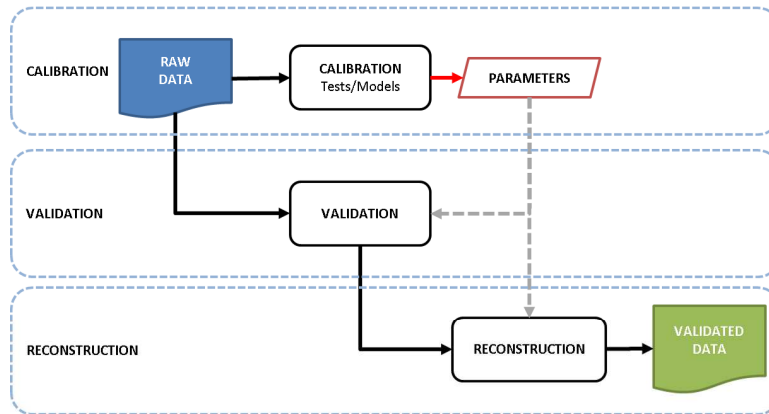 CALIBRATION
RAW
DATA
CALIBRATION
Tests/Models
PARAMETERS
VALIDATION
VALIDATION
RECONSTRUCTION
RECONSTRUCTION
VALIDATED
DATA